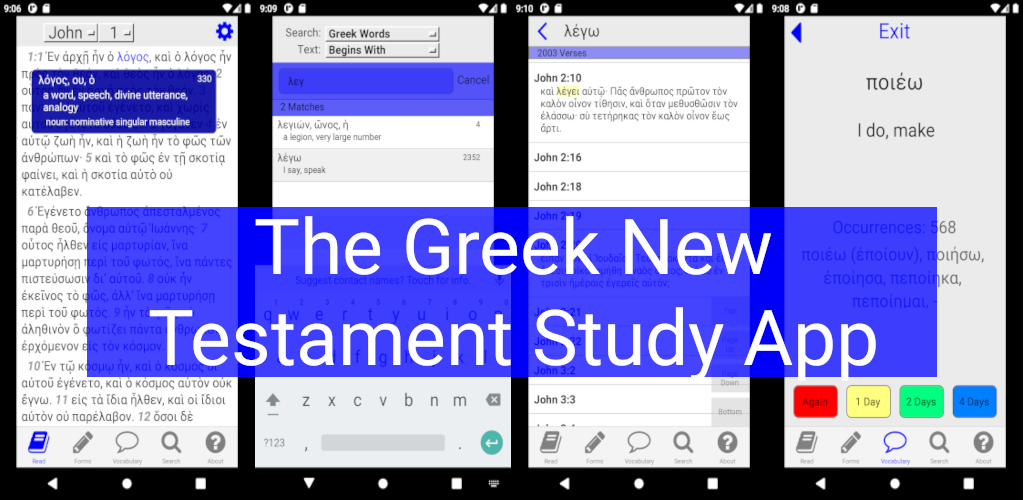 The Greek New
Testament Study App
9:06
John
1
1:1 Ἐν ἀρχῇ ἦν ὁ λόγος, καὶ ὁ λόγος ἦν
λόγος, ου, ὁ
330
a word, speech, divine utterance,
analogy
noun: nominative singular masculine
αὐτῷ ζωὴ ἦν, καὶ ἡ ζωὴ ἦν τὸ φῶς τῶν
ἀνθρώπων· 5 καὶ τὸ φῶς ἐν τῇ σκοτίᾳ
φαίνει, καὶ ἡ σκοτία αὐτὸ οὐ
κατέλαβεν.
6 Ἐγένετο ἄνθρωπος ἀπεσταλμένος
παρὰ θεοῦ, ὄνομα αὐτῷ Ἰωάννης· 7
οὗτος ἦλθεν εἰς μαρτυρίαν, ἵνα
μαρτυρήσῃ περὶ τοῦ φωτός, ἵνα πάντες
πιστεύσωσιν δι᾽ αὐτοῦ. 8 οὐκ ἦν
ἐκεῖνος τὸ φῶς, ἀλλ᾽ ἵνα μαρτυρήσῃ
περὶ τοῦ φωτός. 9 ἦν τὸ φῶς τὸ
ἀληθινὸν ὃ φωτίζει πάντα ἄνθρωπον
ἐρχόμενον εἰς τὸν κόσμον.
10 Ἐν τῷ κόσμῳ ἦν, καὶ ὁ κόσμος δι᾽
αὐτοῦ ἐγένετο, καὶ ὁ κόσμος αὐτὸν οὐκ
ἔγνω. 11 εἰς τὰ ἴδια ἦλθεν, καὶ οἱ ἴδιοι
αὐτὸν οὐ παρέλαβον. 12 ὅσοι δὲ
Read Forms Vocabulary Search About
9:09
Search: Greek Words
Text: Begins With
λεγ
Cancel
2 Matches
λεγιών, ῶνος, ἡ
4
a legion, very large number
λέγω
2352
I say, speak
Suggest contact names? Touch for info.
q w e r t y u i o p
z x c v b n m
?123 , .
9:10
λέγω
2003 Verses
John 2:10
καὶ λέγει αὐτῷ· Πᾶς ἄνθρωπος πρῶτον τὸν
καλὸν οἶνον τίθησιν, καὶ ὅταν μεθυσθῶσιν τὸν
ἐλάσσω· σὺ τετήρηκας τὸν καλὸν οἶνον ἕως
ἄρτι.
John 2:16
John 2:18
John 2:19
John 3:2
John 3:3
Page
Down
Bottom
Read Forms Vocabulary Search About
9:08
Exit
ποιέω
I do, make
Occurrences: 568
ποιέω (ἐποίουν), ποιήσω,
ἐποίησα, πεποίηκα,
πεποίημαι, -
Again
1 Day
2 Days
4 Days
Read Forms Vocabulary Search About